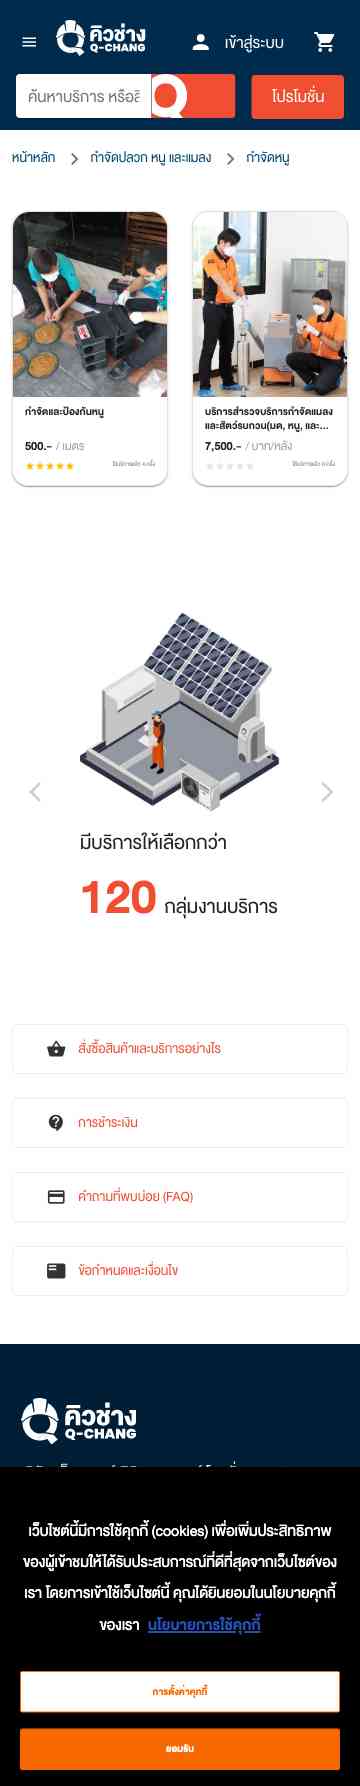 คิวช่าง
Q-CHANG
เข้าสู่ระบบ
ค้นหาบริการ หรือสิ
โปรโมชั่น
หน้าหลัก
กำจัดปลวก หนู และแมลง
กำจัดหนู
กำจัดและป้องกันหนู
500.- / เมตร
บริการสำรวจบริการกำจัดแมลง
และสัตว์รบกวน(มด, หนู, และ...
7,500.- / บาท/หลัง
มีบริการให้เลือกกว่า
120 กลุ่มงานบริการ
สั่งซื้อสินค้าและบริการอย่างไร
การชำระเงิน
คำถามที่พบบ่อย (FAQ)
ข้อกำหนดและเงื่อนไข
คิวช่าง
Q-CHANG
เว็บไซต์นี้มีการใช้คุกกี้ (cookies) เพื่อเพิ่มประสิทธิภาพ
ของผู้เข้าชมให้ได้รับประสบการณ์ที่ดีที่สุดจากเว็บไซต์ของ
เรา โดยการเข้าใช้เว็บไซต์นี้ คุณได้ยินยอมในนโยบายคุกกี้
ของเรา นโยบายการใช้คุกกี้
การตั้งค่าคุกกี้
ยอมรับ